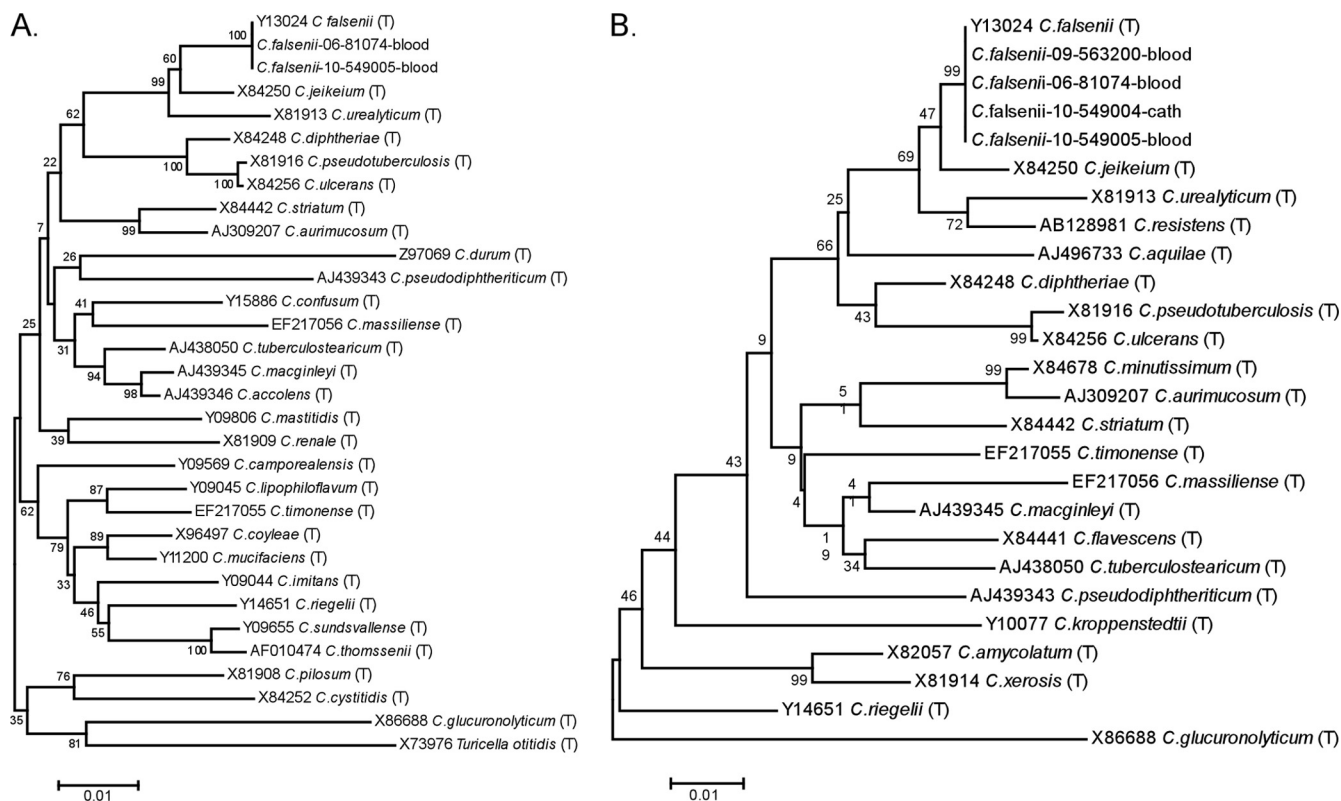 A.
Y13024 C falsenii (T)
100
C.falsenii-06-81074-blood
C.falsenii-10-549005-blood
60
99
X84250 C.jeikeium (T)
X81913 C.urealyticum (T)
62
X84248 C.diphtheriae (T)
100
X81916 C.pseudotuberculosis (T)
100
X84256 C.ulcerans (T)
22
X84442 C.striatum (T)
99
AJ309207 C.aurimucosum (T)
7
26
Z97069 C.durum (T)
AJ439343 C.pseudodiphtheriticum (T)
41
Y15886 C.confusum (T)
EF217056 C.massiliense (T)
25
31
AJ438050 C.tuberculostearicum (T)
94
AJ439345 C.macginleyi (T)
98
AJ439346 C.accolens (T)
Y09806 C.mastitidis (T)
39
X81909 C.renale (T)
Y09569 C.camporealensis (T)
62
87
Y09045 C.lipophiloflavum (T)
EF217055 C.timonense (T)
79
89
X96497 C.coyleae (T)
Y11200 C.mucifaciens (T)
33
Y09044 C.imitans (T)
46
Y14651 C.riegelii (T)
55
Y09655 C.sundsvallense (T)
100
AF010474 C.thomssenii (T)
76
X81908 C.pilosum (T)
X84252 C.cystitidis (T)
35
X86688 C.glucuronolyticum (T)
81
X73976 Turicella otitidis (T)
0.01
B.
Y13024 C.falsenii (T)
C.falsenii-09-563200-blood
99
C.falsenii-06-81074-blood
C.falsenii-10-549004-cath
C.falsenii-10-549005-blood
47
X84250 C.jeikeium (T)
69
X81913 C.urealyticum (T)
72
AB128981 C.resistens (T)
25
AJ496733 C.aquilae (T)
66
X84248 C.diphtheriae (T)
43
X81916 C.pseudotuberculosis (T)
99
X84256 C.ulcerans (T)
9
99
X84678 C.minutissimum (T)
AJ309207 C.aurimucosum (T)
5
1
X84442 C.striatum (T)
9
EF217055 C.timonense (T)
4
4
1
EF217056 C.massiliense (T)
AJ439345 C.macginleyi (T)
1
9
X84441 C.flavescens (T)
34
AJ438050 C.tuberculostearicum (T)
43
AJ439343 C.pseudodiphtheriticum (T)
44
Y10077 C.kroppenstedtii (T)
46
X82057 C.amycolatum (T)
99
X81914 C.xerosis (T)
Y14651 C.riegelii (T)
X86688 C.glucuronolyticum (T)
0.01